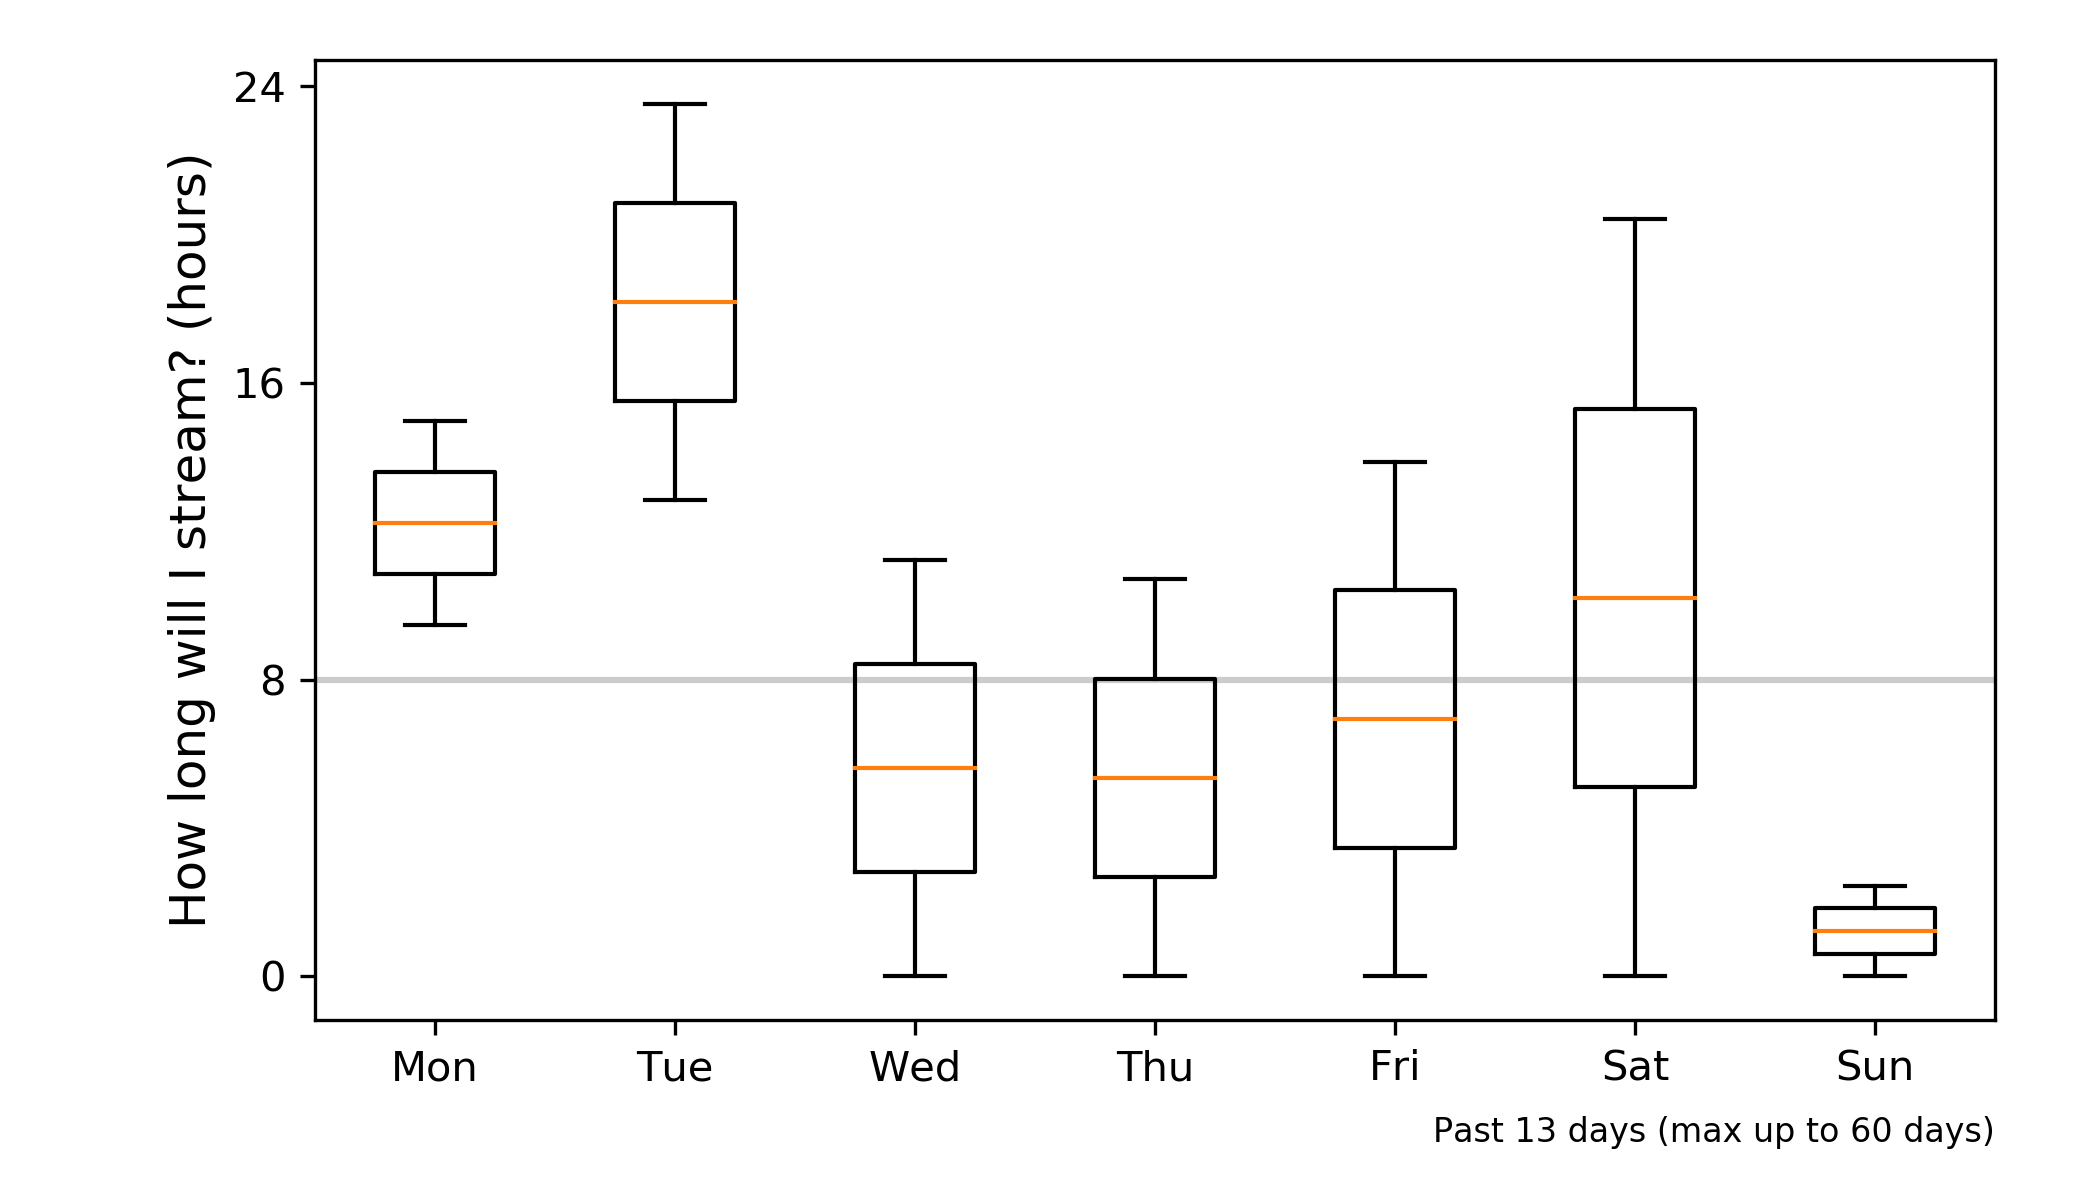 How long will I stream? (hours)
24
16
8
0
Mon Tue Wed Thu Fri Sat Sun
Past 13 days (max up to 60 days)